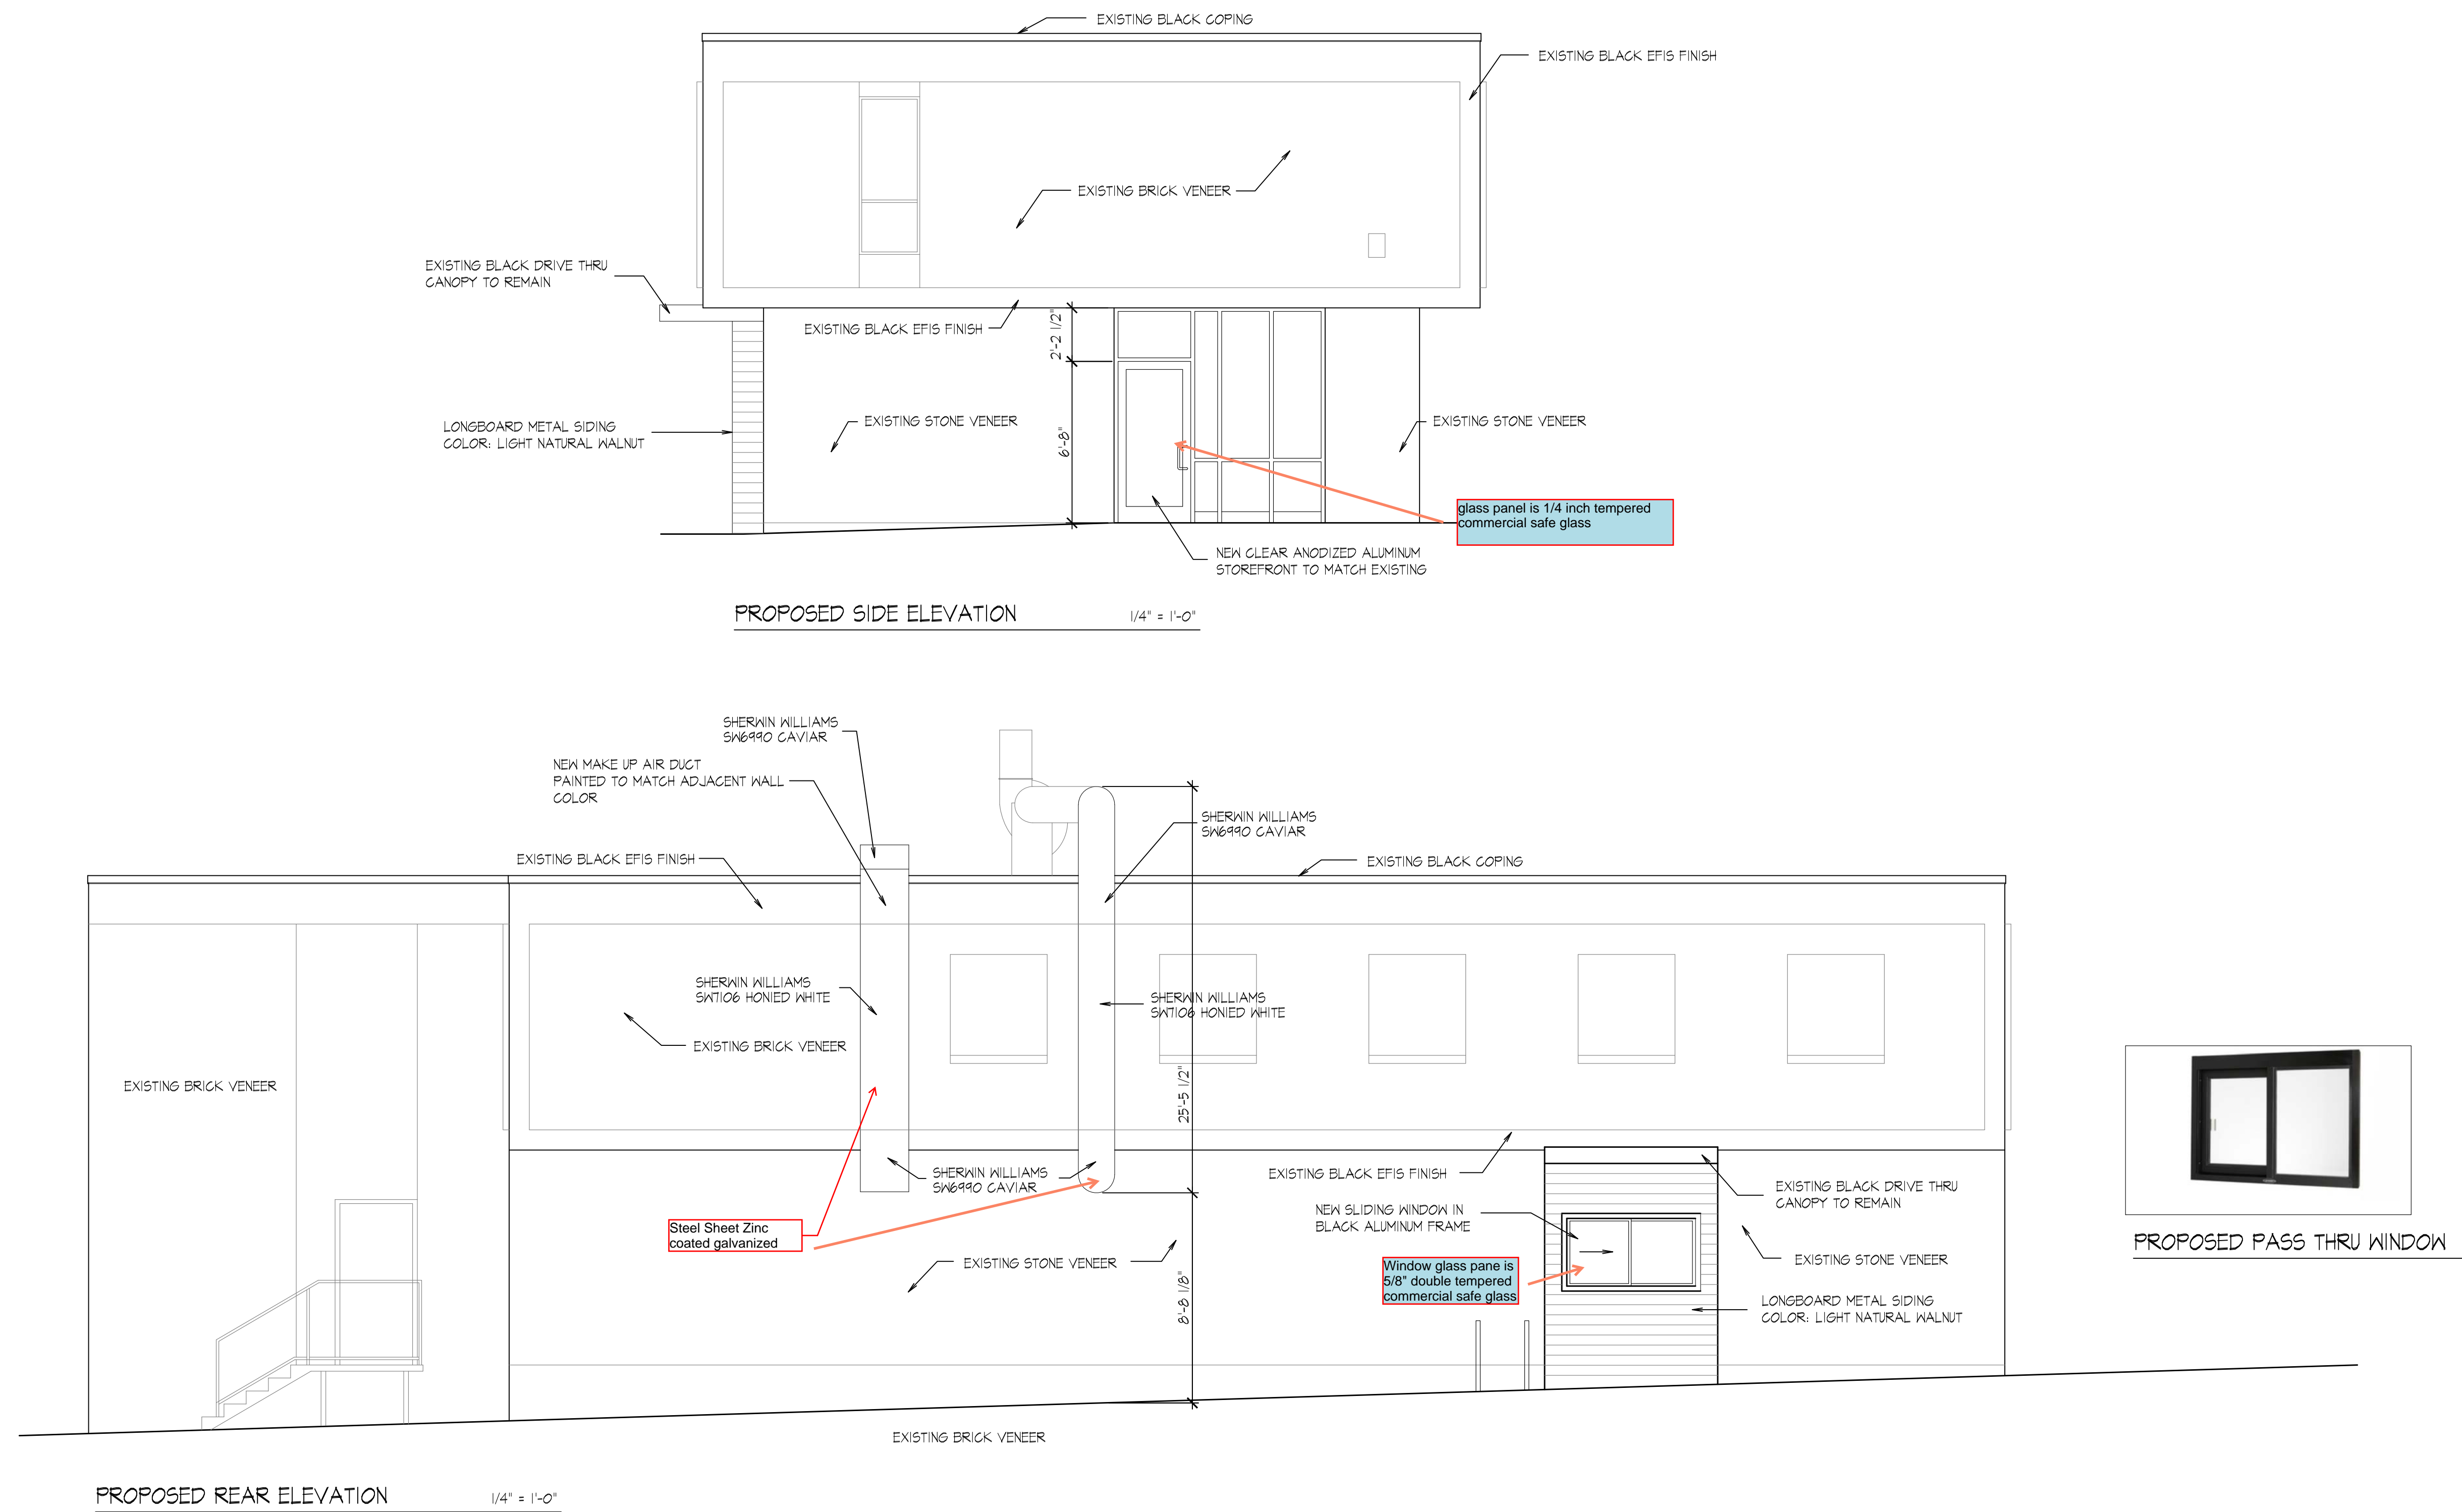 EXISTING BLACK COPING
EXISTING BLACK EFIS FINISH
EXISTING BRICK VENEER
EXISTING BLACK DRIVE THRU
CANOPY TO REMAIN
EXISTING BLACK EFIS FINISH
2'-2 1/2"
6'-8"
LONGBOARD METAL SIDING
COLOR: LIGHT NATURAL WALNUT
EXISTING STONE VENEER
EXISTING STONE VENEER
glass panel is 1/4 inch tempered
commercial safe glass
NEW CLEAR ANODIZED ALUMINUM
STOREFRONT TO MATCH EXISTING
PROPOSED SIDE ELEVATION
1/4" = 1'-0"
SHERWIN WILLIAMS
SW6990 CAVIAR
NEW MAKE UP AIR DUCT
PAINTED TO MATCH ADJACENT WALL
COLOR
SHERWIN WILLIAMS
SW6990 CAVIAR
EXISTING BLACK EFIS FINISH
EXISTING BLACK COPING
SHERWIN WILLIAMS
SW7106 HONIED WHITE
SHERWIN WILLIAMS
SW7106 HONIED WHITE
EXISTING BRICK VENEER
EXISTING BRICK VENEER
25'-5 1/2"
SHERWIN WILLIAMS
SW6990 CAVIAR
EXISTING BLACK EFIS FINISH
EXISTING BLACK DRIVE THRU
CANOPY TO REMAIN
NEW SLIDING WINDOW IN
BLACK ALUMINUM FRAME
Steel Sheet Zinc
coated galvanized
EXISTING STONE VENEER
8'-8 1/8"
Window glass pane is
5/8" double tempered
commercial safe glass
EXISTING STONE VENEER
LONGBOARD METAL SIDING
COLOR: LIGHT NATURAL WALNUT
PROPOSED PASS THRU WINDOW
EXISTING BRICK VENEER
PROPOSED REAR ELEVATION
1/4" = 1'-0"